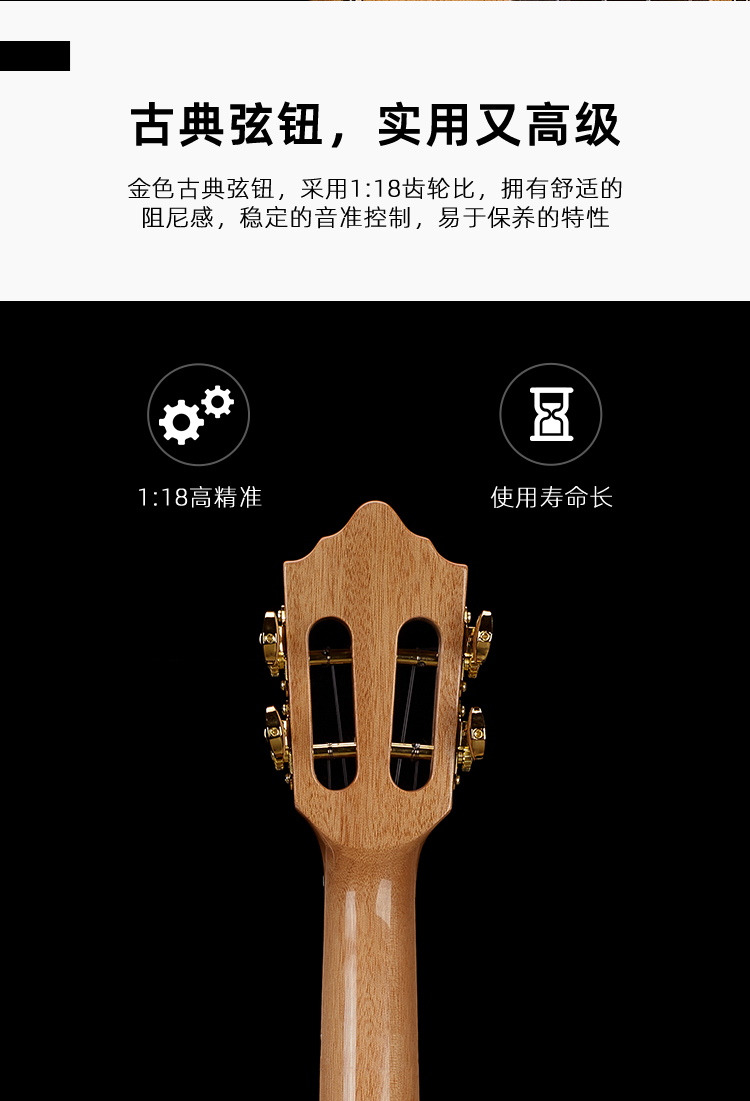 古典弦钮，实用又高级
金色古典弦钮，采用1:18齿轮比，拥有舒适的
阻尼感，稳定的音准控制，易于保养的特性
1:18高精准
使用寿命长